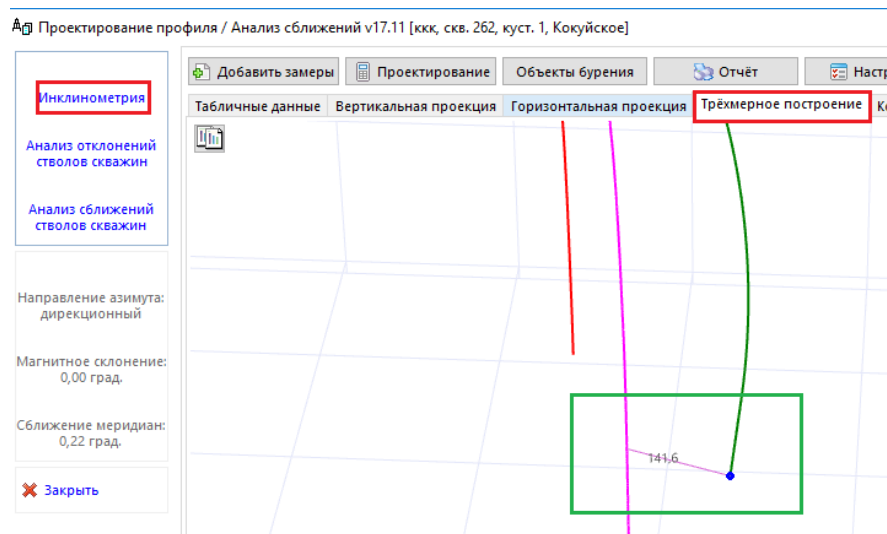 Проектирование профиля / Анализ сближений v17.11 [ккк, скв. 262, куст. 1, Кокуйское]
Добавить замеры Проектирование Объекты бурения Отчёт
Табличные данные Вертикальная проекция Горизонтальная проекция Трёхмерное построение
Инклинометрия
Анализ отклонений
стволов скважин
Анализ сближений
стволов скважин
Направление азимута:
дирекционный
Магнитное склонение:
0,00 град.
Сближение меридиан:
0,22 град.
Закрыть
141,6